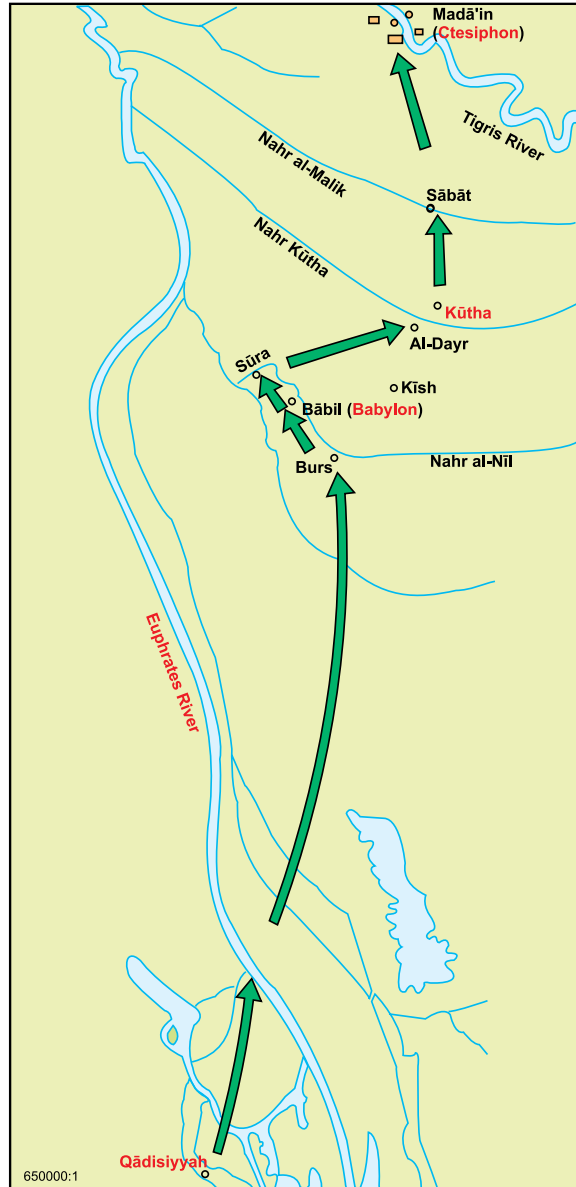 Madā'in
(Ctesiphon)
Tigris River
Nahr al-Malik
Sābāt
Nahr Kūtha
Kūtha
Al-Dayr
Sūra
Kīsh
Bābil (Babylon)
Burs
Nahr al-Nīl
Euphrates River
Qādisiyyah
650000:1